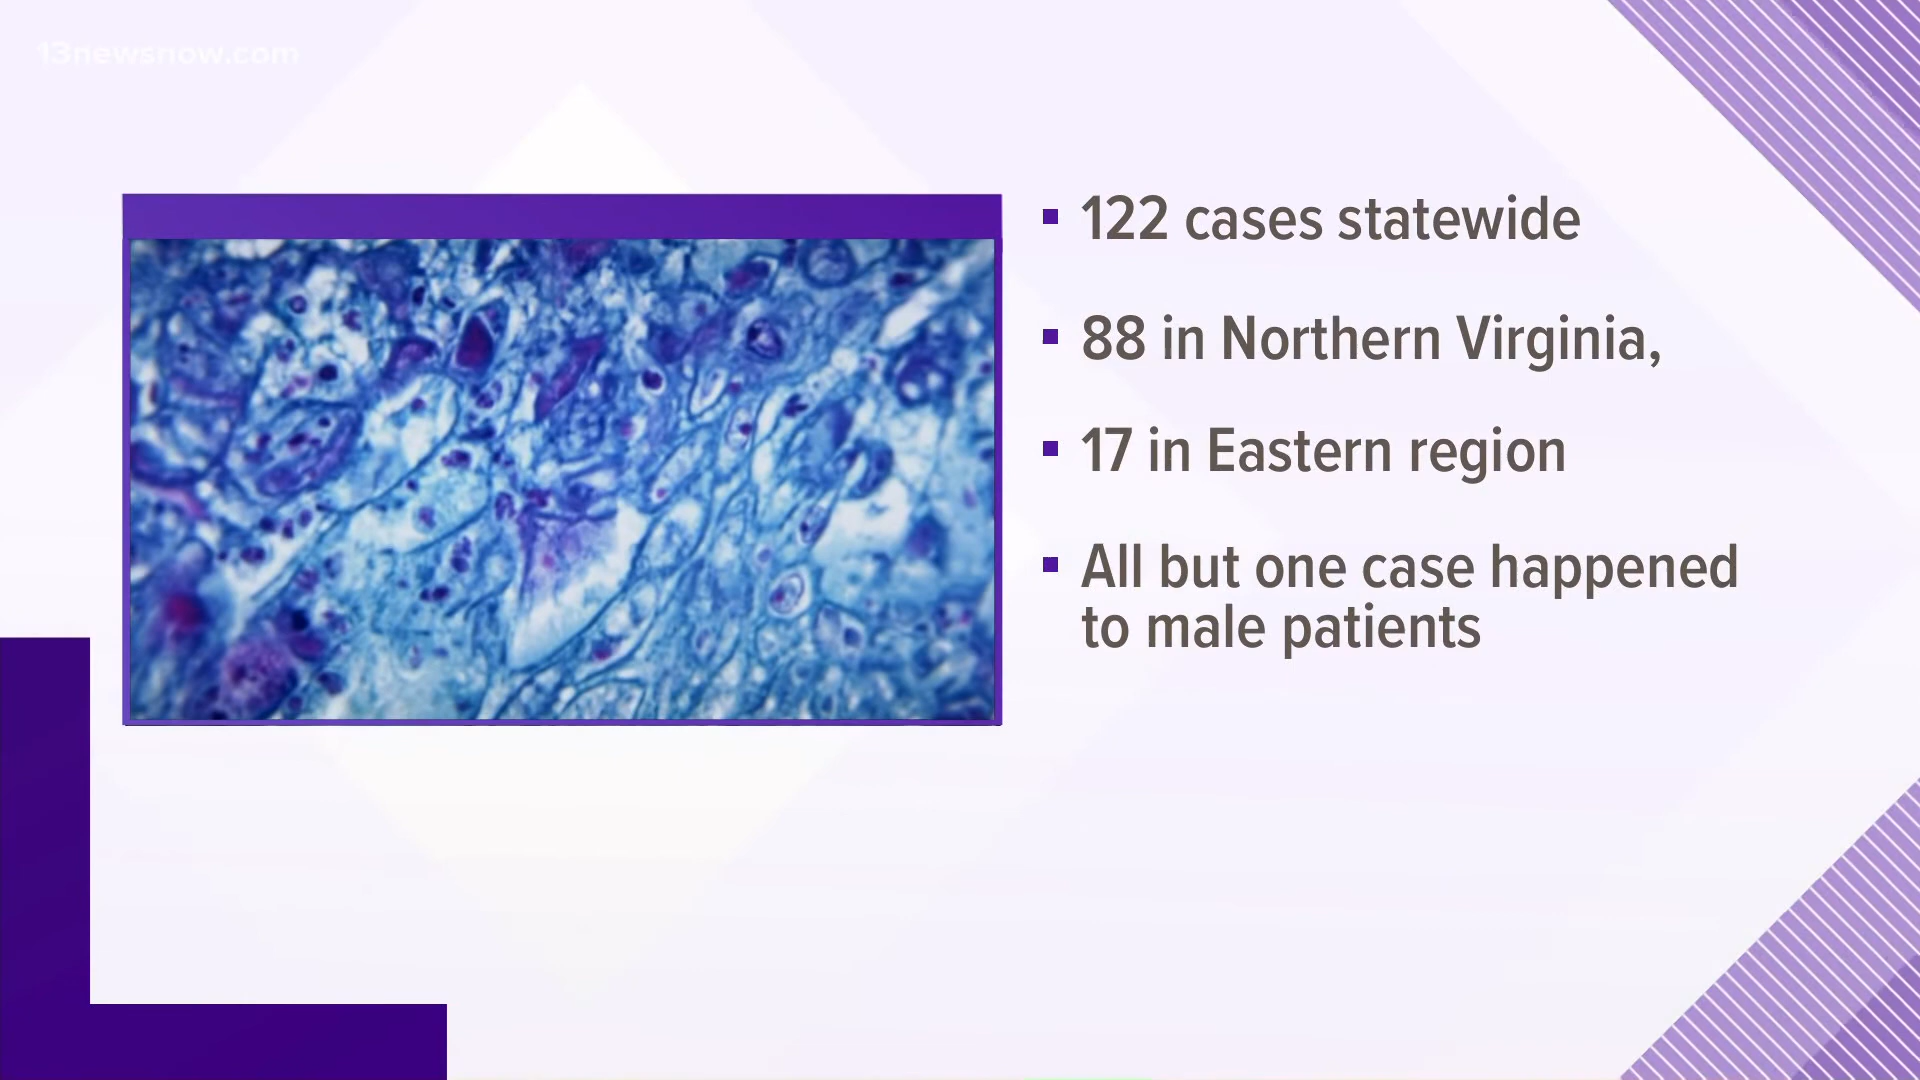 13newsnow.com
122 cases statewide
88 in Northern Virginia,
17 in Eastern region
All but one case happened
to male patients